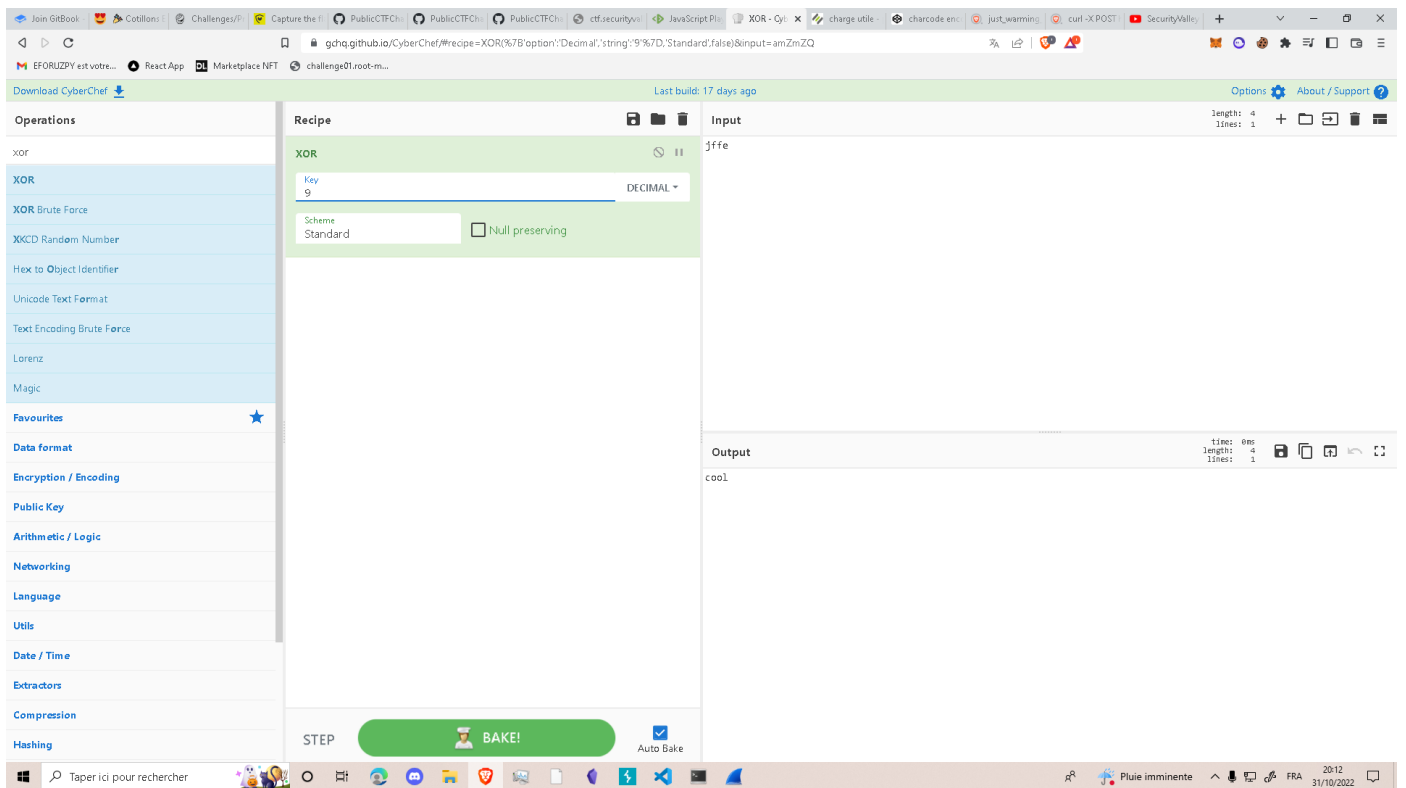 Join GitBook
Cotillons E
Challenges/P
Capture the f
PublicCTFCh
PublicCTFCh
PublicCTFCh
ctf.securityva
JavaScript Pla
XOR - Cyb
charge utile -
charcode enc
just_warming
curl -X POST
SecurityValley
gchq.github.io/CyberChef/#recipe=XOR(%7B'option':'Decimal','string':'9'%7D,'Standard',false)&input=amZmZQ
EFORUZPY est votre...
React App
DL Marketplace NFT
challenge01.root-m...
Download CyberChef
Last build: 17 days ago
Options
About / Support
Operations
Recipe
Input
length: 4
lines: 1
xor
XOR
XOR Brute Force
XKCD Random Number
Hex to Object Identifier
Unicode Text Format
Text Encoding Brute Force
Lorenz
Magic
Favourites
Data format
Encryption / Encoding
Public Key
Arithmetic / Logic
Networking
Language
Utils
Date / Time
Extractors
Compression
Hashing
XOR
Key
9
DECIMAL
Scheme
Standard
Null preserving
STEP
BAKE!
Auto Bake
jffe
Output
time: 0ms
length: 4
lines: 1
cool
Taper ici pour rechercher
Pluie imminente
FRA
20:12
31/10/2022